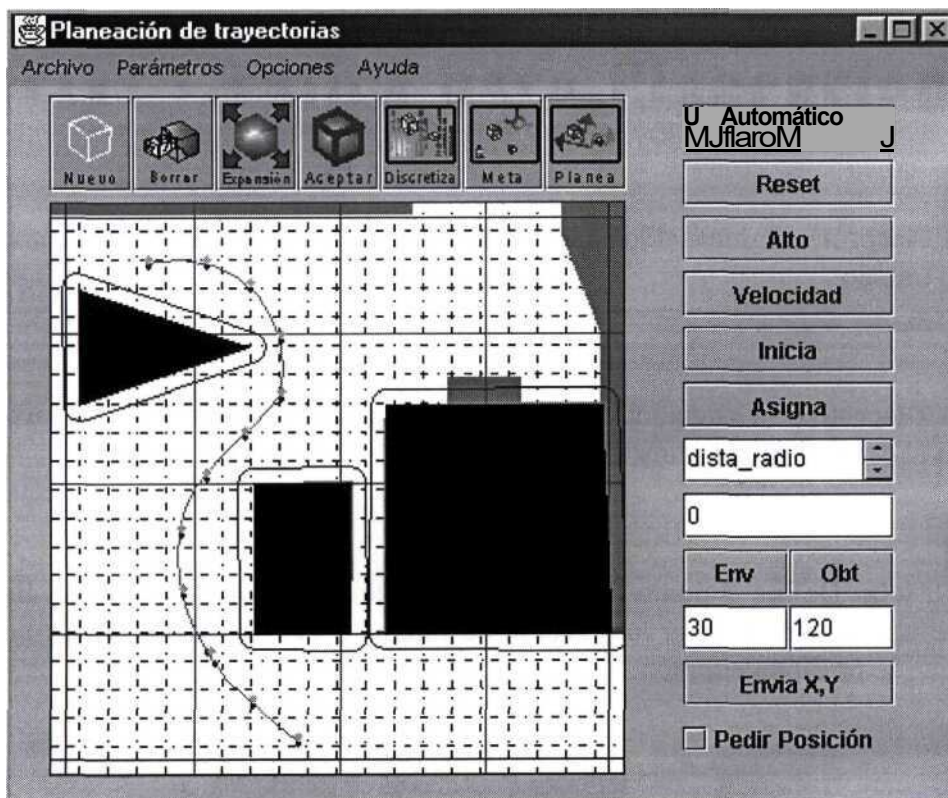 Planeación de trayectorias
Archivo Parámetros Opciones Ayuda
Nuevo Borrar Expansión Aceptar Discretiza Meta Planea
U Automático
Reset
Alto
Velocidad
Inicia
Asigna
dista_radio
0
Env Obt
30 120
Envia X,Y
Pedir Posición